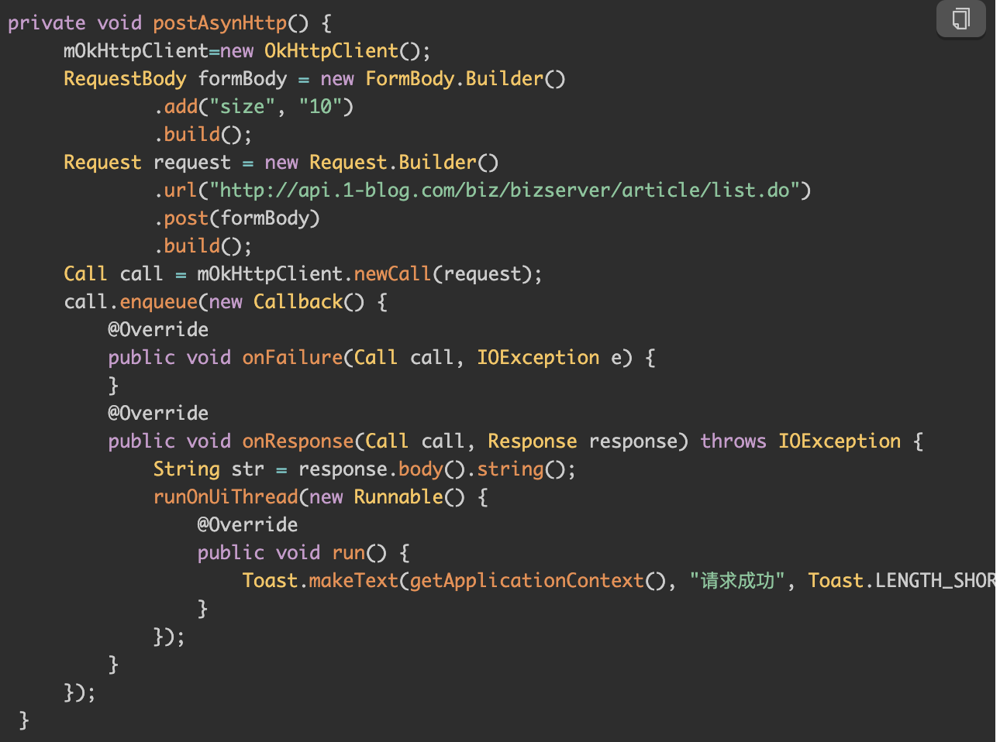 private void postAsynHttp() {
     mOkHttpClient=new OkHttpClient();
     RequestBody formBody = new FormBody.Builder()
             .add("size", "10")
             .build();
     Request request = new Request.Builder()
             .url("http://api.1-blog.com/biz/bizserver/article/list.do")
             .post(formBody)
             .build();
     Call call = mOkHttpClient.newCall(request);
     call.enqueue(new Callback() {
         @Override
         public void onFailure(Call call, IOException e) {
         }
         @Override
         public void onResponse(Call call, Response response) throws IOException {
             String str = response.body().string();
             runOnUiThread(new Runnable() {
                 @Override
                 public void run() {
                     Toast.makeText(getApplicationContext(), "请求成功", Toast.LENGTH_SHOR
                 }
             });
         }
     });
 }